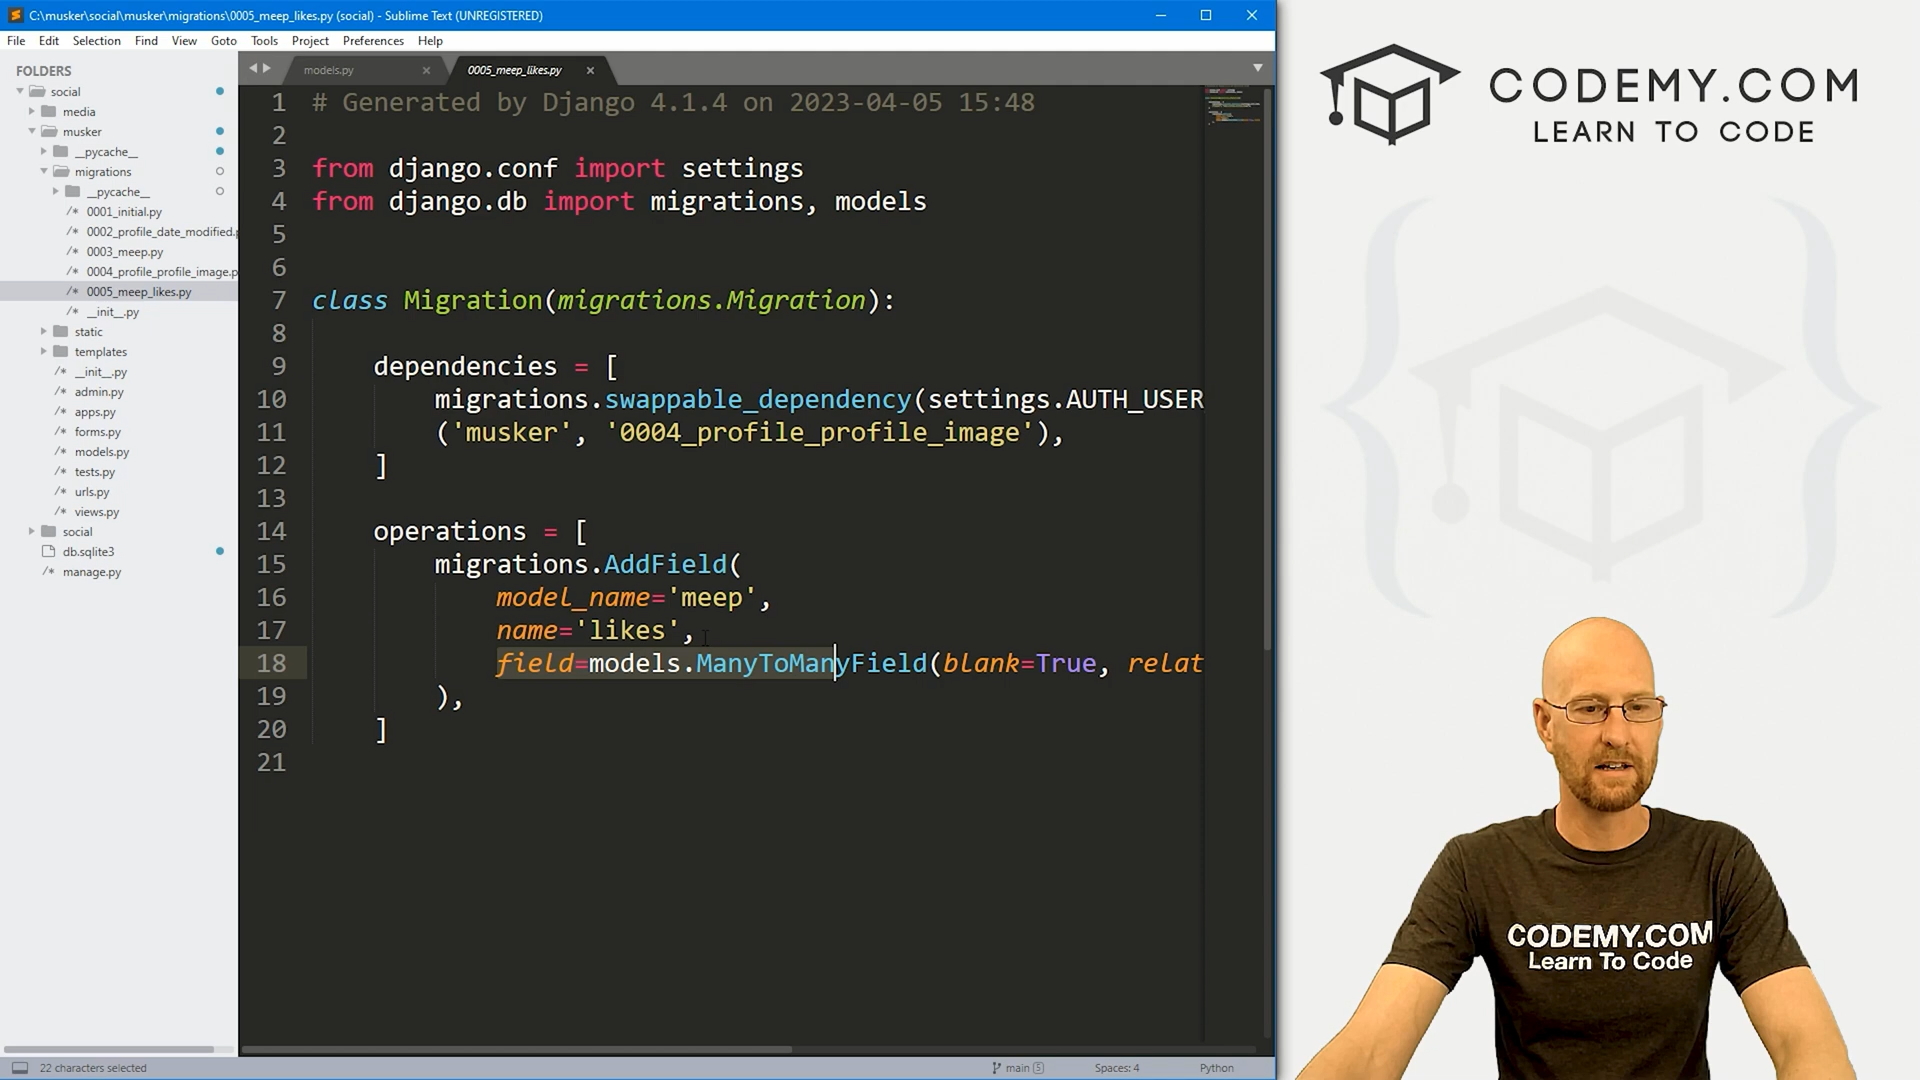 C:\musker\social\musker\migrations\0005_meep_likes.py (social) - Sublime Text (UNREGISTERED)
File Edit Selection Find View Goto Tools Project Preferences Help
FOLDERS
social
media
musker
__pycache__
migrations
__pycache__
0001_initial.py
0002_profile_date_modified.p
0003_meep.py
0004_profile_profile_image.p
0005_meep_likes.py
__init__.py
static
templates
__init__.py
admin.py
apps.py
forms.py
models.py
tests.py
urls.py
views.py
social
db.sqlite3
manage.py
models.py
0005_meep_likes.py
1 # Generated by Django 4.1.4 on 2023-04-05 15:48
2
3 from django.conf import settings
4 from django.db import migrations, models
5
6
7 class Migration(migrations.Migration):
8
9 dependencies = [
10 migrations.swappable_dependency(settings.AUTH_USER
11 ('musker', '0004_profile_profile_image'),
12 ]
13
14 operations = [
15 migrations.AddField(
16 model_name='meep',
17 name='likes',
18 field=models.ManyToManyField(blank=True, relat
19 ),
20 ]
21
22 characters selected
main 5
Spaces: 4
Python
CODEMY.COM
LEARN TO CODE
CODEMY.COM
Learn To Code